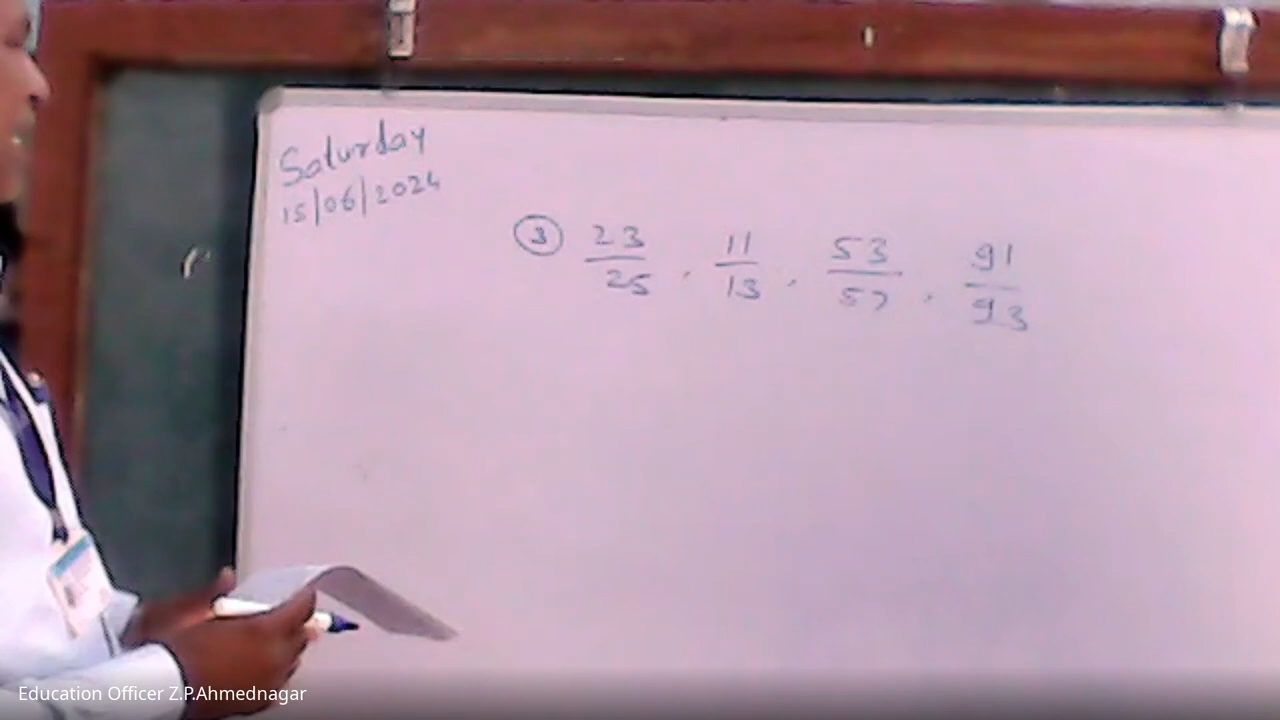 Saturday
15/06/2024
③ 23/25 , 11/13 , 53/57 , 91/93
Education Officer Z.P.Ahmednagar